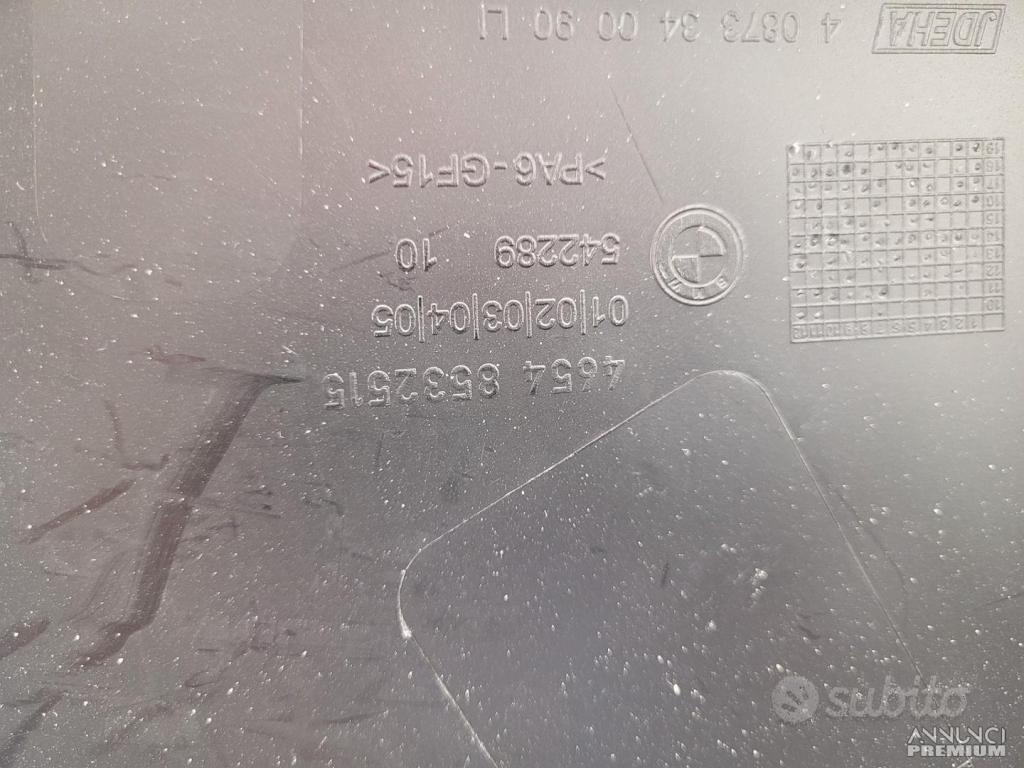 4654 8532515
01|02|03|04|05
542289 10
>PA6-GF15<
4 0873 34 00 90 LI
subito
ANNUNCI
PREMIUM